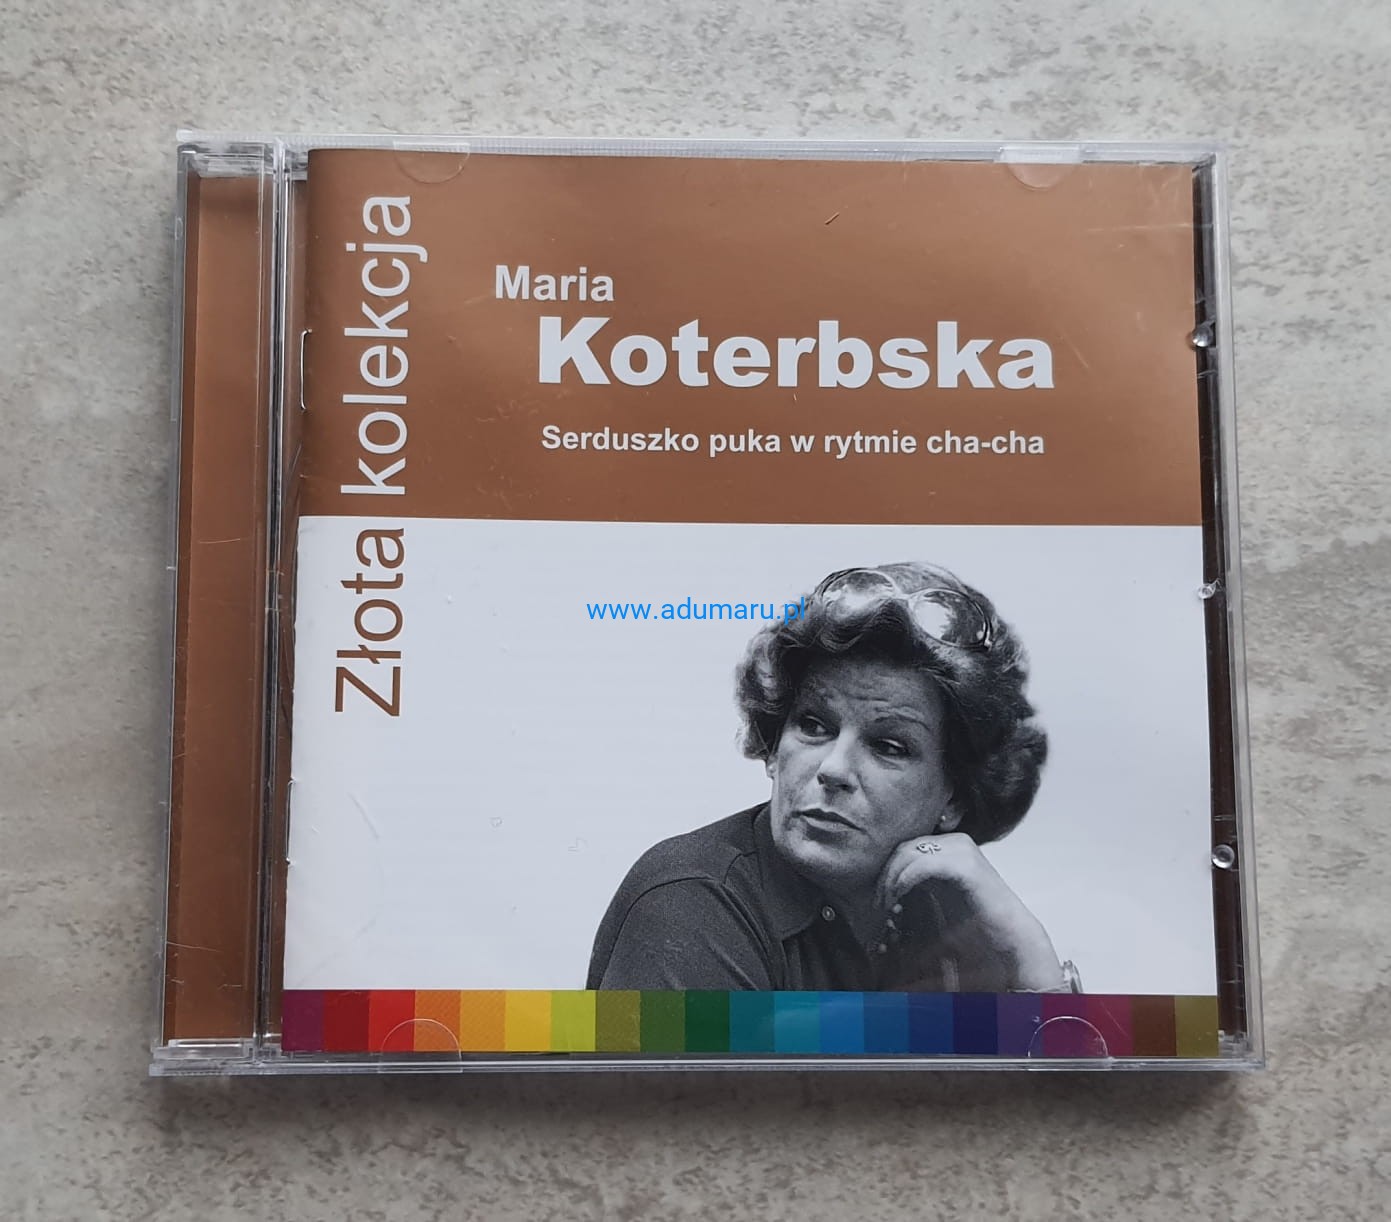 Złota kolekcja
Maria
Koterbska
Serduszko puka w rytmie cha-cha
www.adumaru.pl